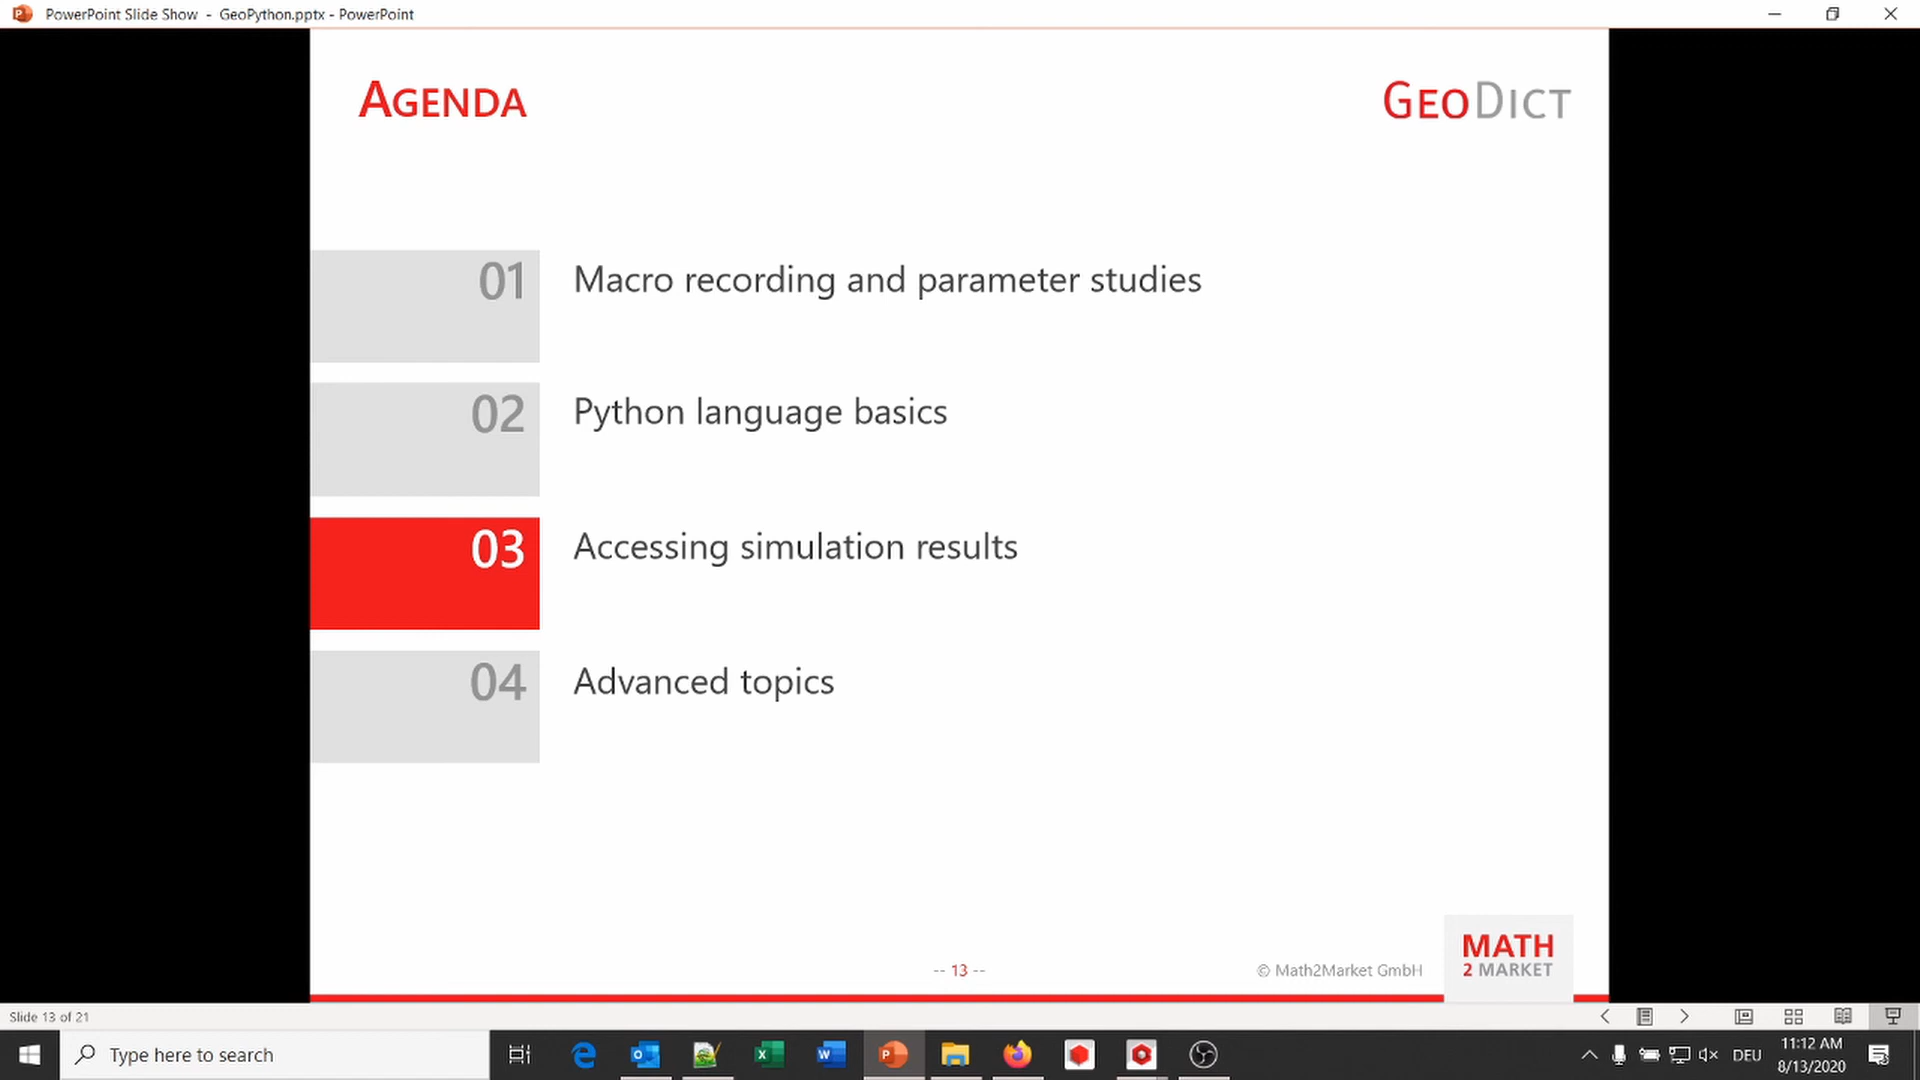 PowerPoint Slide Show - GeoPython.pptx - PowerPoint
AGENDA
GEODICT
01
Macro recording and parameter studies
02
Python language basics
03
Accessing simulation results
04
Advanced topics
-- 13 --
© Math2Market GmbH
MATH
2 MARKET
Slide 13 of 21
Type here to search
DEU
11:12 AM
8/13/2020